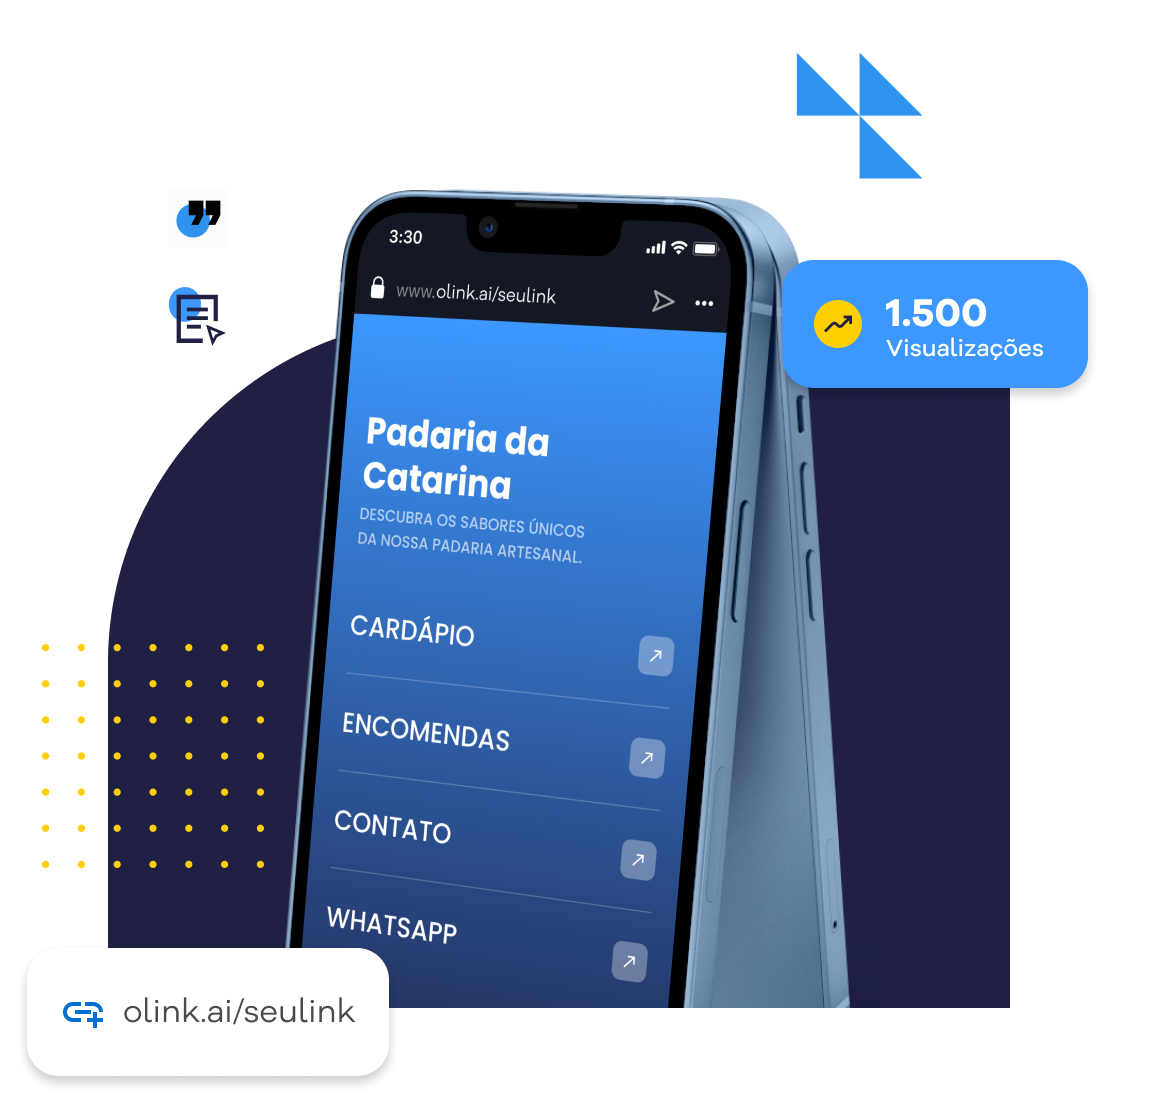 3:30
www.olink.ai/seulink
1.500
Visualizações
Padaria da
Catarina
DESCUBRA OS SABORES ÚNICOS
DA NOSSA PADARIA ARTESANAL.
CARDÁPIO
ENCOMENDAS
CONTATO
WHATSAPP
olink.ai/seulink